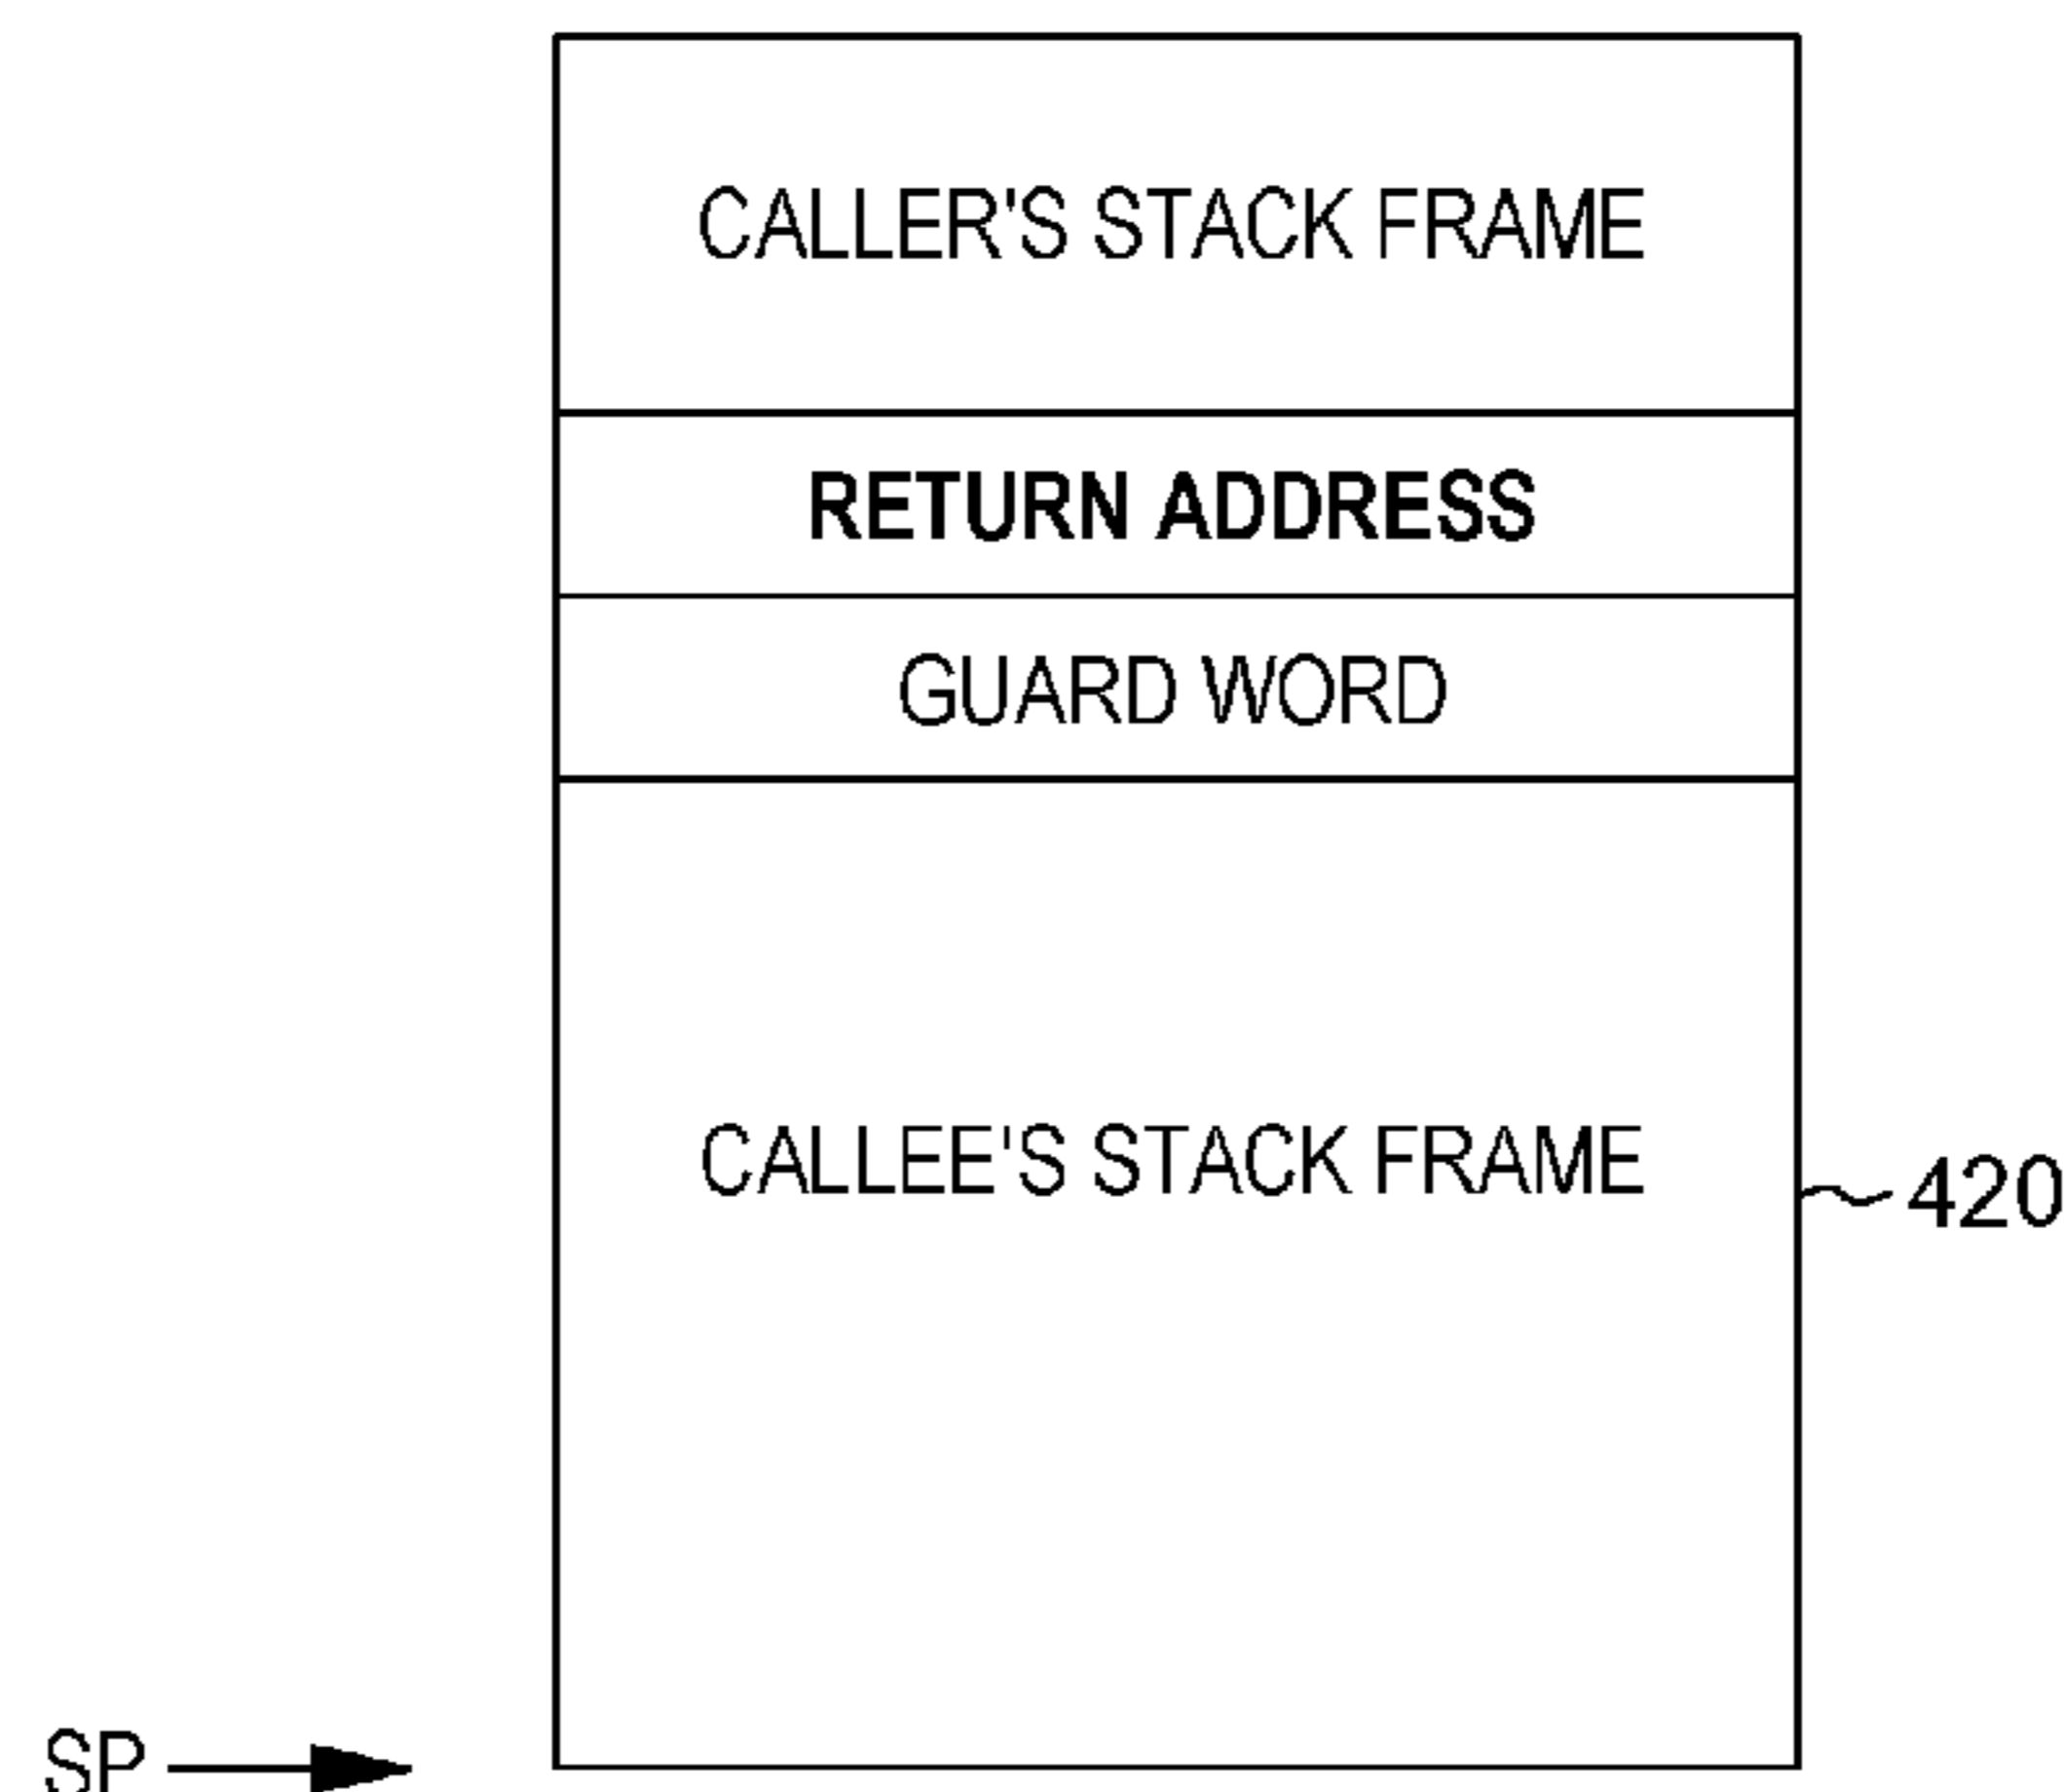 CALLER'S STACK FRAME
RETURN ADDRESS
GUARD WORD
CALLEE'S STACK FRAME
420
SP